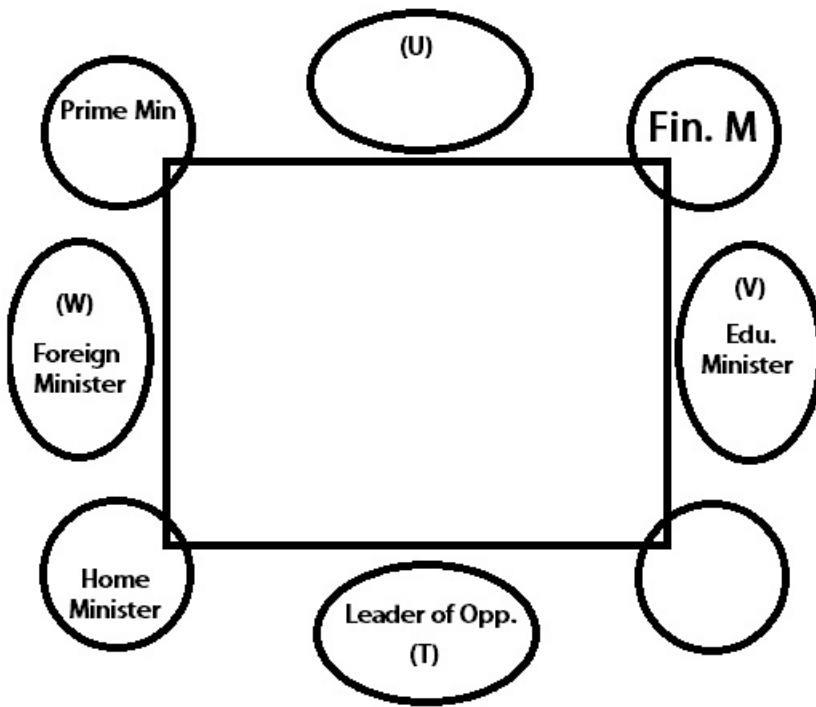 (U)
Prime Min
Fin. M
(W)
Foreign
Minister
(V)
Edu.
Minister
Home
Minister
Leader of Opp.
(T)